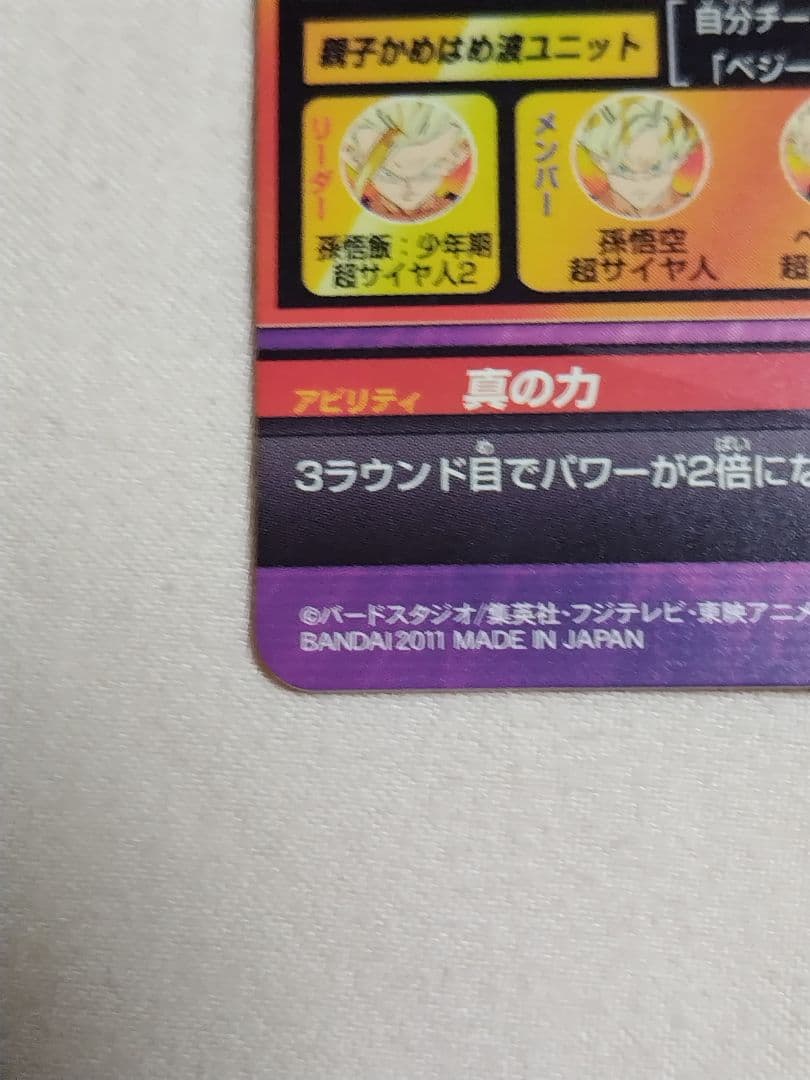 親子かめはめ波ユニット
自分チー
「ベジー
リーダー
孫悟飯：少年期
超サイヤ人2
メンバー
孫悟空
超サイヤ人
超
アビリティ 真の力
め ばい
3ラウンド目でパワーが2倍にな
©バードスタジオ/集英社・フジテレビ・東映アニメ
BANDAI 2011 MADE IN JAPAN